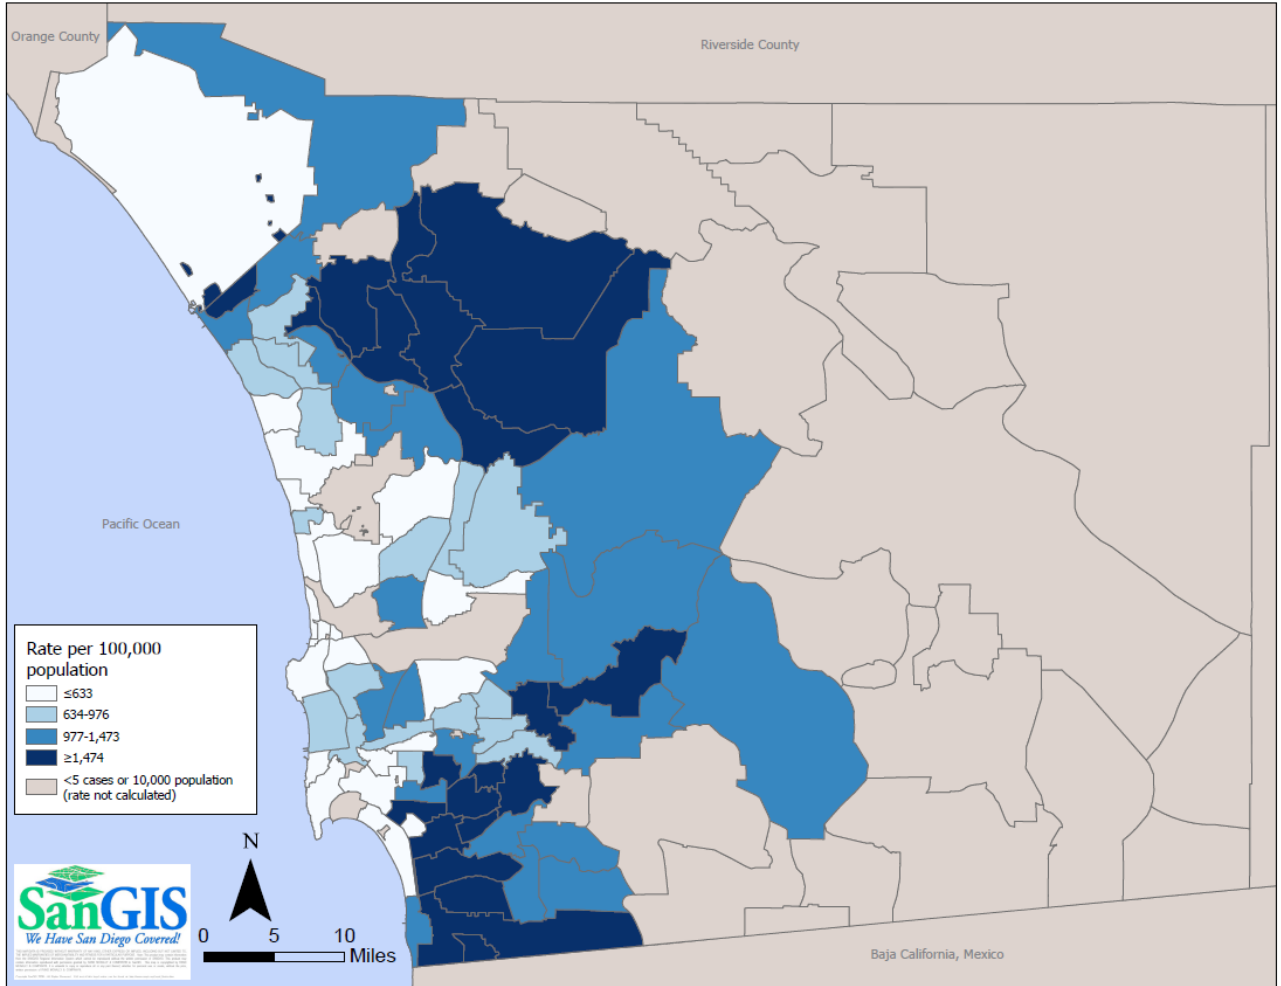 Orange County
Riverside County
Pacific Ocean
Rate per 100,000
population
≤633
634-976
977-1,473
≥1,474
<5 cases or 10,000 population
(rate not calculated)
N
SanGIS
We Have San Diego Covered!
0 5 10
Miles
Baja California, Mexico